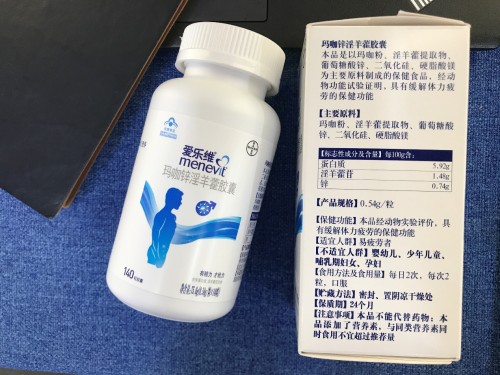 爱乐维
menevit
玛咖锌淫羊藿胶囊
BAYER
140
玛咖锌淫羊藿胶囊
本品是以玛咖粉、淫羊藿提取物,
葡萄糖酸锌、二氧化硅、硬脂酸镁
为主要原料制成的保健食品,经动
物功能试验证明,具有缓解体力疲
劳的保健功能
【主要原料】
玛咖粉、淫羊藿提取物、葡萄糖酸
锌、二氧化硅、硬脂酸镁
【标志性成分及含量】每100g含:
蛋白质 5.92g
淫羊藿苷 1.48g
锌 0.74g
【产品规格】0.54g/粒
【保健功能】本品经动物实验评价,具
有缓解体力疲劳的保健功能
【适宜人群】易疲劳者
【不适宜人群】婴幼儿、少年儿童、
哺乳期妇女、孕妇
【食用方法及食用量】每日2次,每次2
粒,口服
【贮藏方法】密封、置阴凉干燥处
【保质期】24个月
【注意事项】本品不能代替药物;本
品添加了营养素,与同类营养素同
时食用不宜超过推荐量